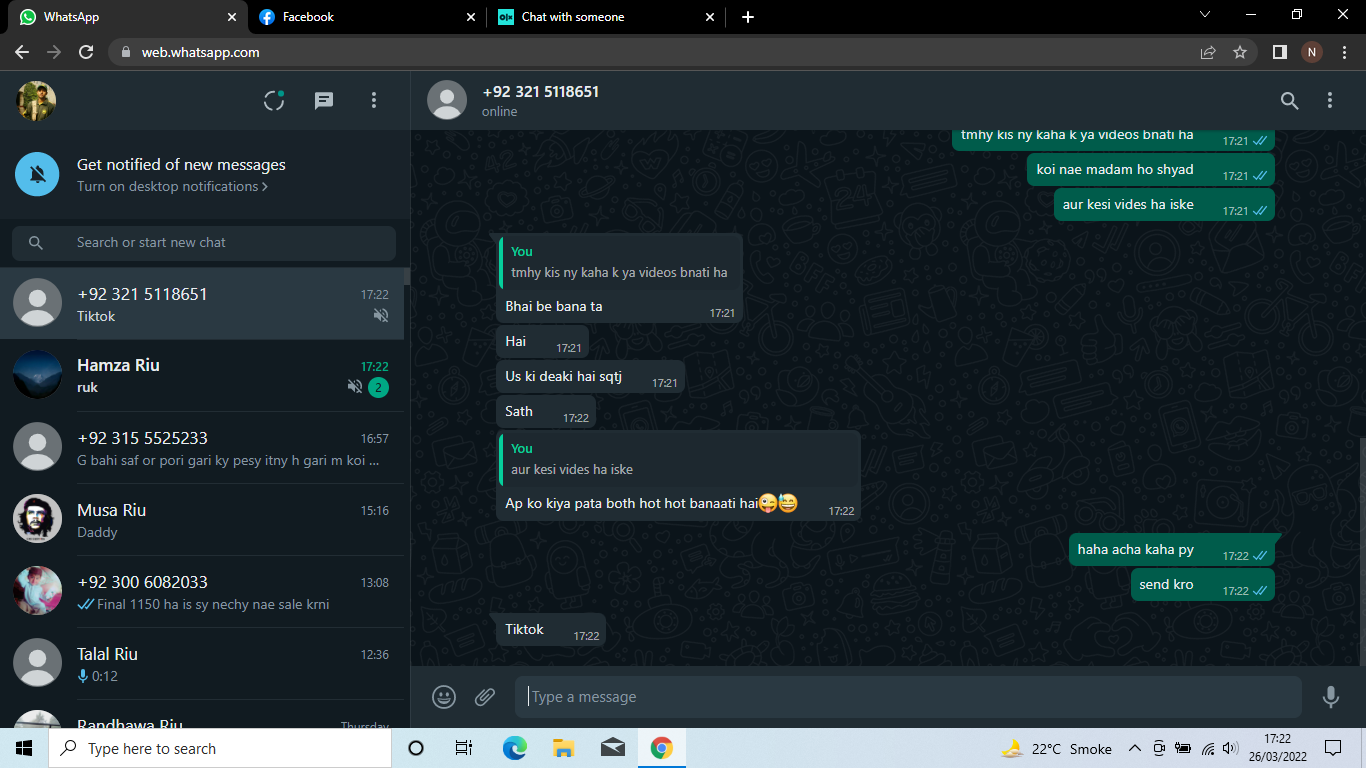 WhatsApp
Facebook
OLX
Chat with someone
web.whatsapp.com
N
+92 321 5118651
online
Get notified of new messages
Turn on desktop notifications >
Search or start new chat
+92 321 5118651
17:22
Tiktok
Hamza Riu
17:22
ruk
2
+92 315 5525233
16:57
G bahi saf or pori gari ky pesy itny h gari m koi ...
Musa Riu
15:16
Daddy
+92 300 6082033
13:08
Final 1150 ha is sy nechy nae sale krni
Talal Riu
12:36
0:12
Randhawa Riu
Thursday
tmhy kis ny kaha k ya videos bnati ha
17:21
koi nae madam ho shyad
17:21
aur kesi vides ha iske
17:21
You
tmhy kis ny kaha k ya videos bnati ha
Bhai be bana ta
17:21
Hai
17:21
Us ki deaki hai sqtj
17:21
Sath
17:22
You
aur kesi vides ha iske
Ap ko kiya pata both hot hot banaati hai😜😅
17:22
haha acha kaha py
17:22
send kro
17:22
Tiktok
17:22
Type a message
Type here to search
22°C Smoke
17:22
26/03/2022